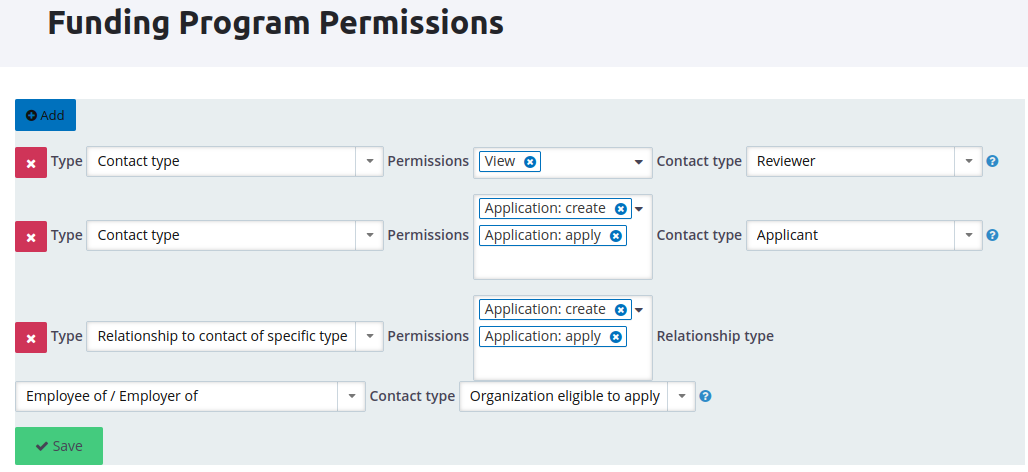 Funding Program Permissions
Add
Type Contact type Permissions View Contact type Reviewer
Type Contact type Permissions Application: create Application: apply Contact type Applicant
Type Relationship to contact of specific type Permissions Application: create Application: apply Relationship type
Employee of / Employer of Contact type Organization eligible to apply
Save